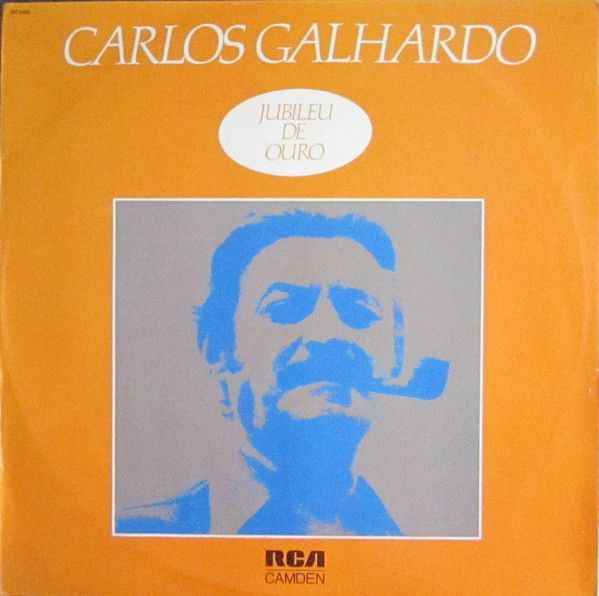 CARLOS GALHARDO
JUBILEU
DE
OURO
RCA
CAMDEN